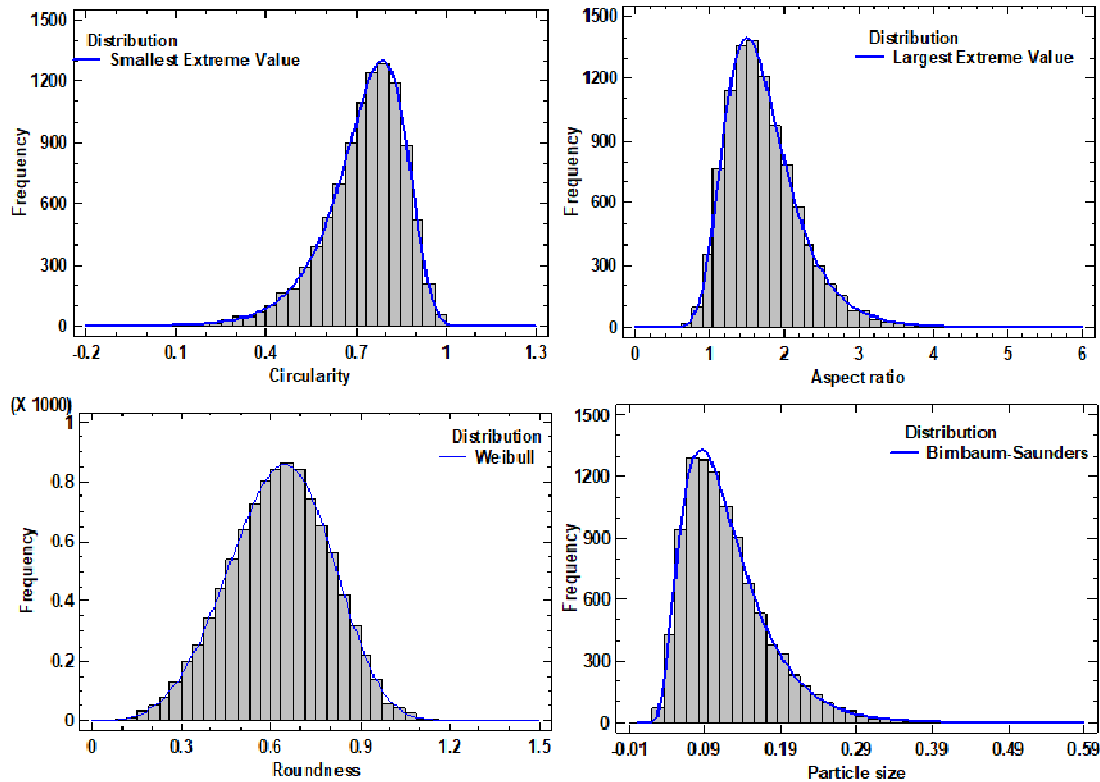 1500
1200
900
600
300
0
Frequency
Distribution
Smallest Extreme Value
-0.2 0.1 0.4 0.7 1 1.3
Circularity
1500
1200
900
600
300
0
Frequency
Distribution
Largest Extreme Value
0 1 2 3 4 5 6
Aspect ratio
(X 1000)
1
0.8
0.6
0.4
0.2
0
Frequency
Distribution
Weibull
0 0.3 0.6 0.9 1.2 1.5
Roundness
1500
1200
900
600
300
0
Frequency
Distribution
Bimbaum-Saunders
-0.01 0.09 0.19 0.29 0.39 0.49 0.59
Particle size